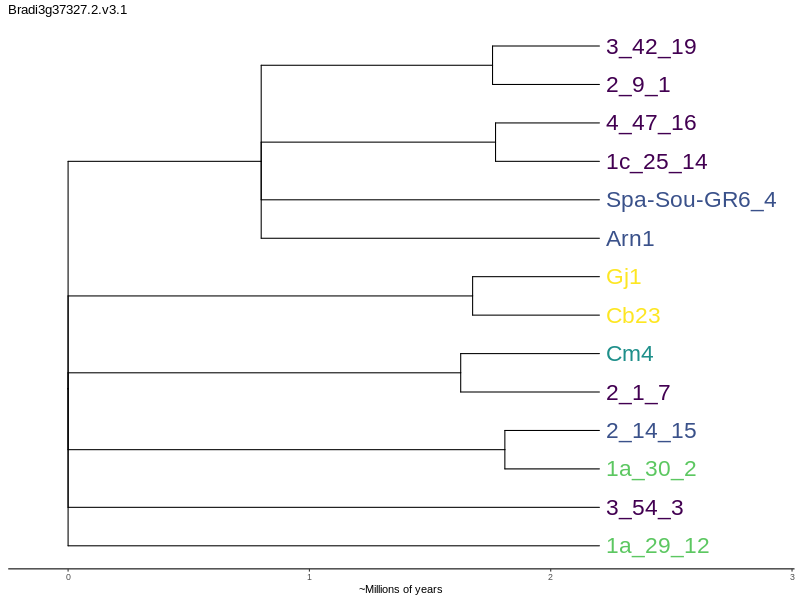 Bradi3g37327.2.v3.1
3_42_19
2_9_1
4_47_16
1c_25_14
Spa-Sou-GR6_4
Arn1
Gj1
Cb23
Cm4
2_1_7
2_14_15
1a_30_2
3_54_3
1a_29_12
0 1 2 3
~Millions of years